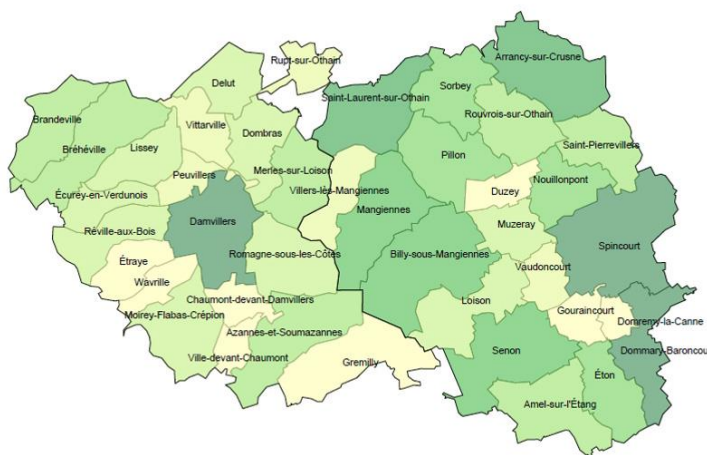 Rupt-sur-Othain
Arrancy-sur-Crusne
Delut
Sorbey
Saint-Laurent-sur-Othain
Brandeville
Vittarville
Rouvrois-sur-Othain
Dombras
Bréhéville
Lissey
Saint-Pierrevillers
Pillon
Merles-sur-Loison
Peuvillers
Nouillonpont
Villers-lès-Mangiennes
Duzey
Écurey-en-Verdunois
Mangiennes
Damvillers
Muzeray
Réville-aux-Bois
Spincourt
Romagne-sous-les-Côtes
Billy-sous-Mangiennes
Étraye
Vaudoncourt
Wavrille
Chaumont-devant-Damvillers
Loison
Gouraincourt
Moirey-Flabas-Crépion
Azannes-et-Soumazannes
Domremy-la-Canne
Senon
Ville-devant-Chaumont
Gremilly
Dommary-Baroncou
Éton
Amel-sur-l'Étang